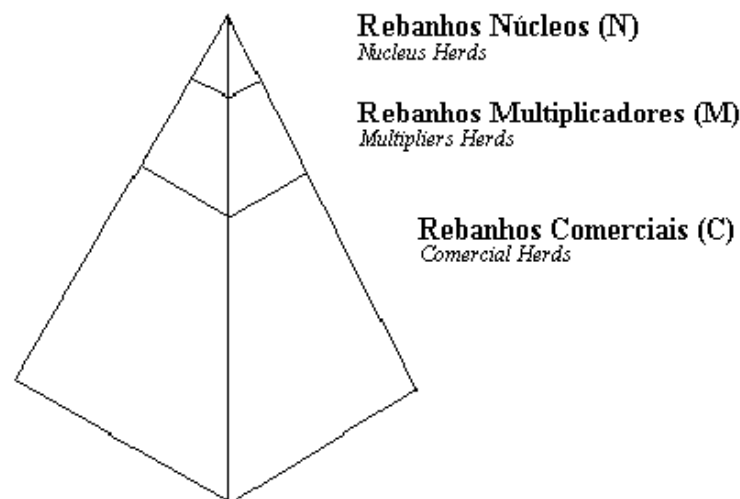 Rebanhos Núcleos (N)
Nucleus Herds
Rebanhos Multiplicadores (M)
Multipliers Herds
Rebanhos Comerciais (C)
Comercial Herds